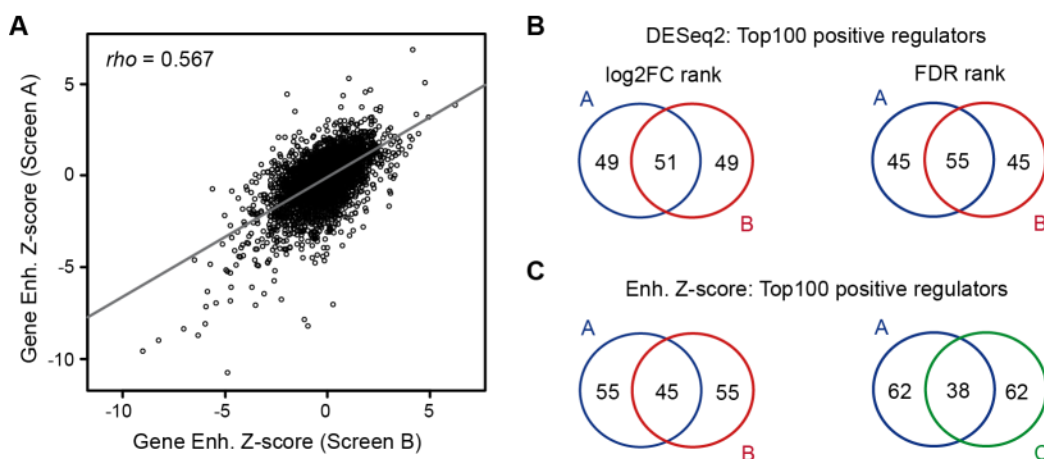 A
rho = 0.567
5
0
-5
-10
-10
-5
0
5
Gene Enh. Z-score (Screen A)
Gene Enh. Z-score (Screen B)
B
DESeq2: Top100 positive regulators
log2FC rank
A
49
51
49
B
FDR rank
A
45
55
45
B
C
Enh. Z-score: Top100 positive regulators
A
55
45
55
B
A
62
38
62
C